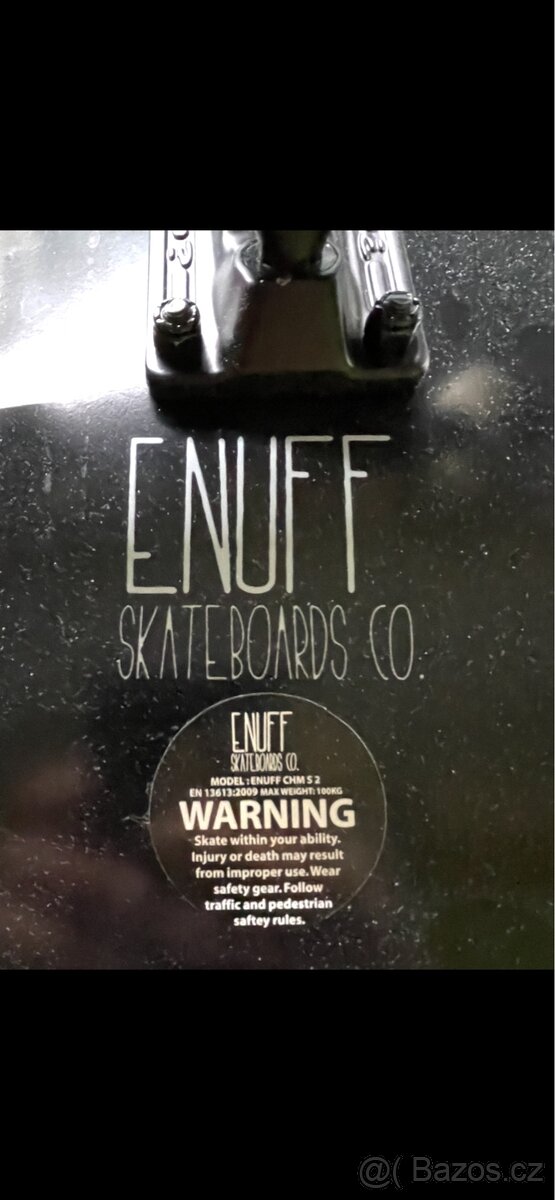 ENUFF
SKATEBOARDS CO.
ENUFF
SKATEBOARDS CO.
MODEL : ENUFF CHM S 2
EN 13613:2009 MAX WEIGHT: 100KG
WARNING
Skate within your ability.
Injury or death may result
from improper use. Wear
safety gear. Follow
traffic and pedestrian
saftey rules.
@( Bazos.cz